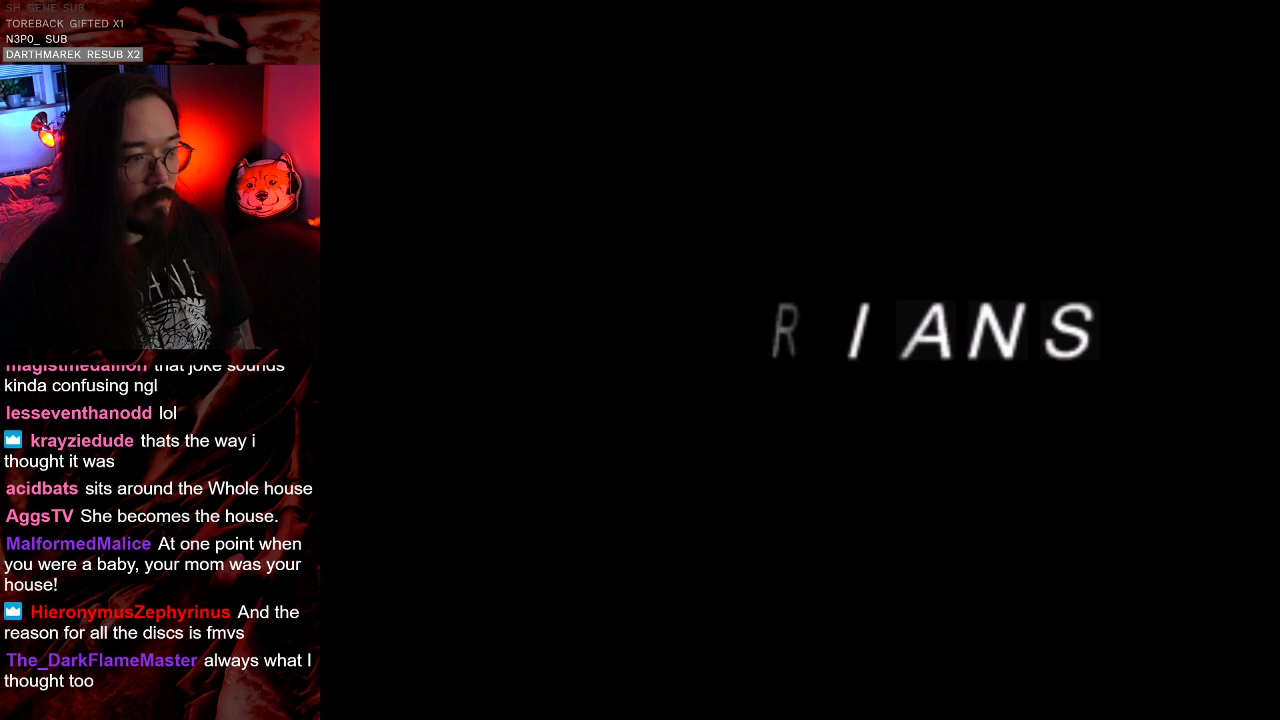 SH_GENE SUB
TOREBACK GIFTED X1
N3P0_ SUB
DARTHMAREK RESUB X2
magistmedallion that joke sounds
kinda confusing ngl
lesseventhanodd lol
krayziedude thats the way i
thought it was
acidbats sits around the Whole house
AggsTV She becomes the house.
MalformedMalice At one point when
you were a baby, your mom was your
house!
HieronymusZephyrinus And the
reason for all the discs is fmvs
The_DarkFlameMaster always what I
thought too
R I A N S